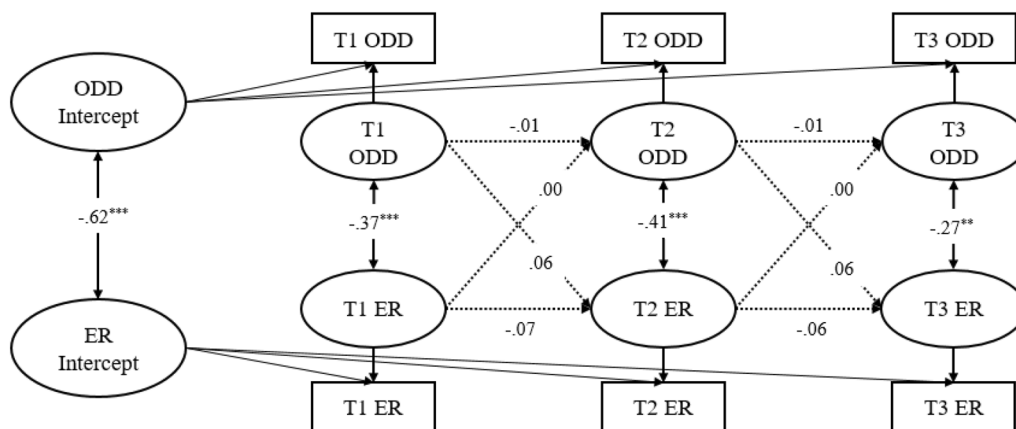 T1 ODD
T2 ODD
T3 ODD
ODD
Intercept
T1
ODD
-.01
T2
ODD
-.01
T3
ODD
.00
.00
-.62***
-.37***
-.41***
-.27**
.06
.06
ER
Intercept
T1 ER
-.07
T2 ER
-.06
T3 ER
T1 ER
T2 ER
T3 ER